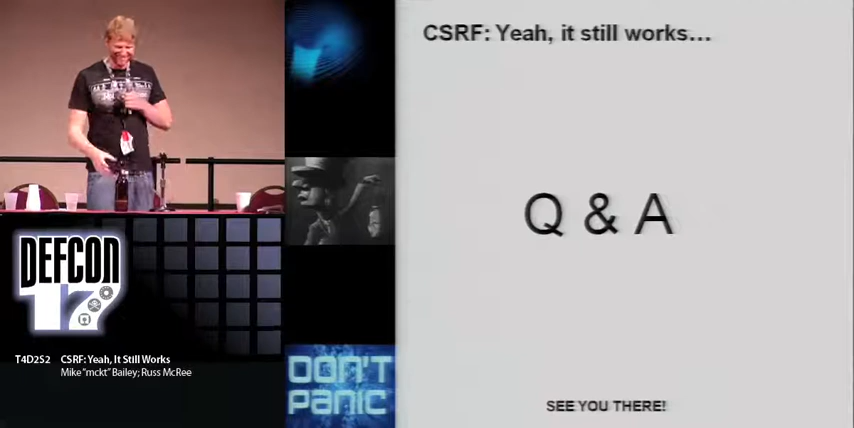 CSRF: Yeah, it still works...
Q & A
SEE YOU THERE!
DEFCON
17
T4D2S2 CSRF: Yeah, It Still Works
Mike "mckt" Bailey; Russ McRee
DON'T
PANIC